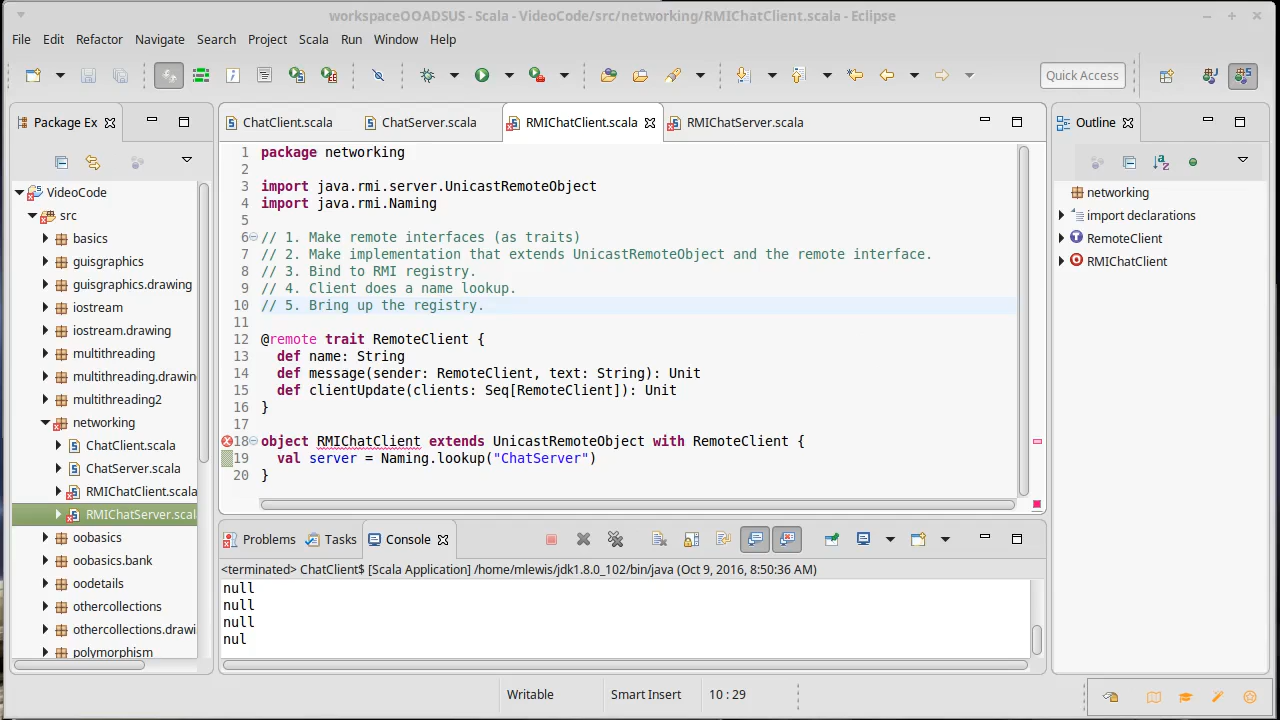 workspaceOOADSUS - Scala - VideoCode/src/networking/RMIChatClient.scala - Eclipse
File Edit Refactor Navigate Search Project Scala Run Window Help
Quick Access
Package Ex
VideoCode
src
basics
guisgraphics
guisgraphics.drawing
iostream
iostream.drawing
multithreading
multithreading.drawin
multithreading2
networking
ChatClient.scala
ChatServer.scala
RMIChatClient.scala
RMIChatServer.scal
oobasics
oobasics.bank
oodetails
othercollections
othercollections.drawi
polymorphism
ChatClient.scala ChatServer.scala RMIChatClient.scala RMIChatServer.scala
1 package networking
2
3 import java.rmi.server.UnicastRemoteObject
4 import java.rmi.Naming
5
6 // 1. Make remote interfaces (as traits)
7 // 2. Make implementation that extends UnicastRemoteObject and the remote interface.
8 // 3. Bind to RMI registry.
9 // 4. Client does a name lookup.
10 // 5. Bring up the registry.
11
12 @remote trait RemoteClient {
13 def name: String
14 def message(sender: RemoteClient, text: String): Unit
15 def clientUpdate(clients: Seq[RemoteClient]): Unit
16 }
17
18 object RMIChatClient extends UnicastRemoteObject with RemoteClient {
19 val server = Naming.lookup("ChatServer")
20 }
Problems Tasks Console
<terminated> ChatClient$ [Scala Application] /home/mlewis/jdk1.8.0_102/bin/java (Oct 9, 2016, 8:50:36 AM)
null
null
null
nul
Outline
networking
import declarations
RemoteClient
RMIChatClient
Writable Smart Insert 10 : 29